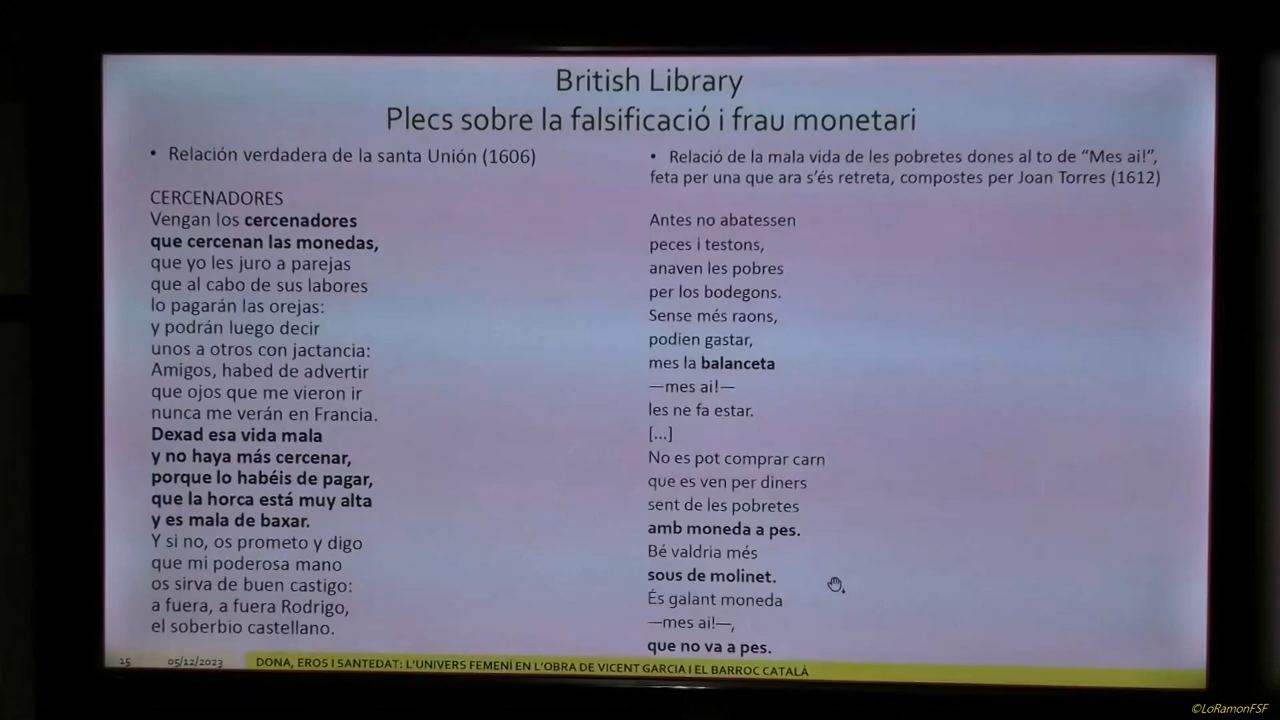 British Library
Plecs sobre la falsificació i frau monetari
• Relación verdadera de la santa Unión (1606)
CERCENADORES
Vengan los cercenadores
que cercenan las monedas,
que yo les juro a parejas
que al cabo de sus labores
lo pagarán las orejas:
y podrán luego decir
unos a otros con jactancia:
Amigos, habed de advertir
que ojos que me vieron ir
nunca me verán en Francia.
Dexad esa vida mala
y no haya más cercenar,
porque lo habéis de pagar,
que la horca está muy alta
y es mala de baxar.
Y si no, os prometo y digo
que mi poderosa mano
os sirva de buen castigo:
a fuera, a fuera Rodrigo,
el soberbio castellano.
• Relació de la mala vida de les pobretes dones al to de “Mes ai!”,
feta per una que ara s’és retreta, compostes per Joan Torres (1612)
Antes no abatessen
peces i testons,
anaven les pobres
per los bodegons.
Sense més raons,
podien gastar,
mes la balanceta
—mes ai!—
les ne fa estar.
[...]
No es pot comprar carn
que es ven per diners
sent de les pobretes
amb moneda a pes.
Bé valdria més
sous de molinet.
És galant moneda
—mes ai!—,
que no va a pes.
15 05/12/2023 DONA, EROS I SANTEDAT: L’UNIVERS FEMENÍ EN L’OBRA DE VICENT GARCIA I EL BARROC CATALÀ
©LoRamonFSF